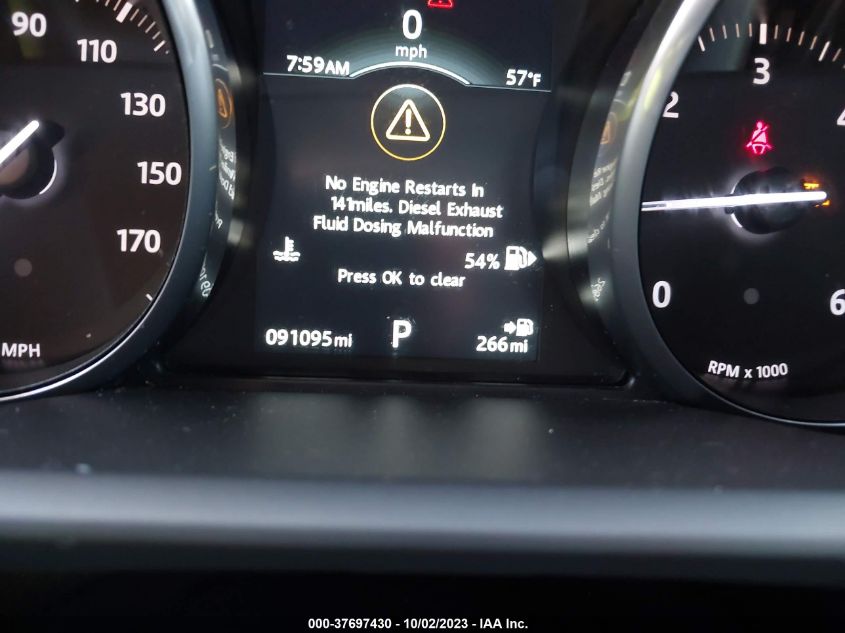 90
110
130
150
170
MPH
0
mph
7:59AM
57°F
No Engine Restarts In
141miles. Diesel Exhaust
Fluid Dosing Malfunction
54%
Press OK to clear
091095mi
P
266mi
0
2
3
4
6
RPM x 1000
000-37697430 - 10/02/2023 - IAA Inc.